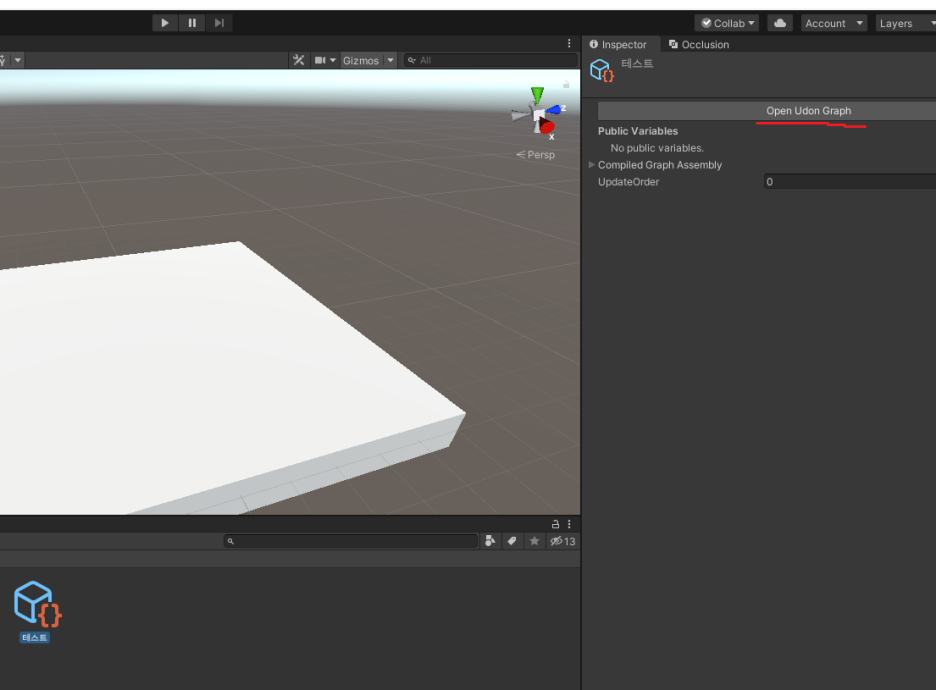 Collab
Account
Layers
Inspector
Occlusion
Gizmos
All
테스트
Open Udon Graph
Public Variables
No public variables.
Compiled Graph Assembly
UpdateOrder
0
Y
z
x
Persp
13
테스트